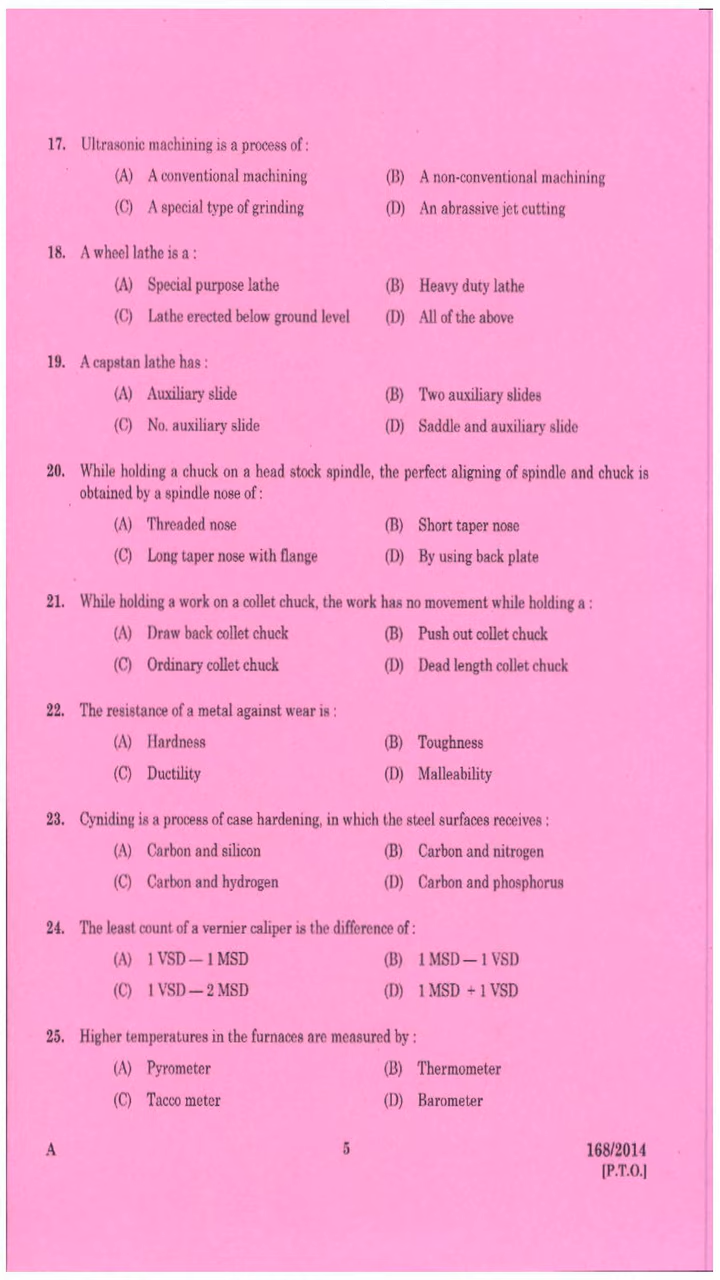 17. Ultrasonic machining is a process of :
(A) A conventional machining (B) A non-conventional machining
(C) A special type of grinding (D) An abrassive jet cutting
18. A wheel lathe is a :
(A) Special purpose lathe (B) Heavy duty lathe
(C) Lathe erected below ground level (D) All of the above
19. A capstan lathe has :
(A) Auxiliary slide (B) Two auxiliary slides
(C) No. auxiliary slide (D) Saddle and auxiliary slide
20. While holding a chuck on a head stock spindle, the perfect aligning of spindle and chuck is
obtained by a spindle nose of :
(A) Threaded nose (B) Short taper nose
(C) Long taper nose with flange (D) By using back plate
21. While holding a work on a collet chuck, the work has no movement while holding a :
(A) Draw back collet chuck (B) Push out collet chuck
(C) Ordinary collet chuck (D) Dead length collet chuck
22. The resistance of a metal against wear is :
(A) Hardness (B) Toughness
(C) Ductility (D) Malleability
23. Cyniding is a process of case hardening, in which the steel surfaces receives :
(A) Carbon and silicon (B) Carbon and nitrogen
(C) Carbon and hydrogen (D) Carbon and phosphorus
24. The least count of a vernier caliper is the difference of :
(A) 1 VSD — 1 MSD (B) 1 MSD — 1 VSD
(C) 1 VSD — 2 MSD (D) 1 MSD ÷ 1 VSD
25. Higher temperatures in the furnaces are measured by :
(A) Pyrometer (B) Thermometer
(C) Tacco meter (D) Barometer
A 5 168/2014
[P.T.O.]